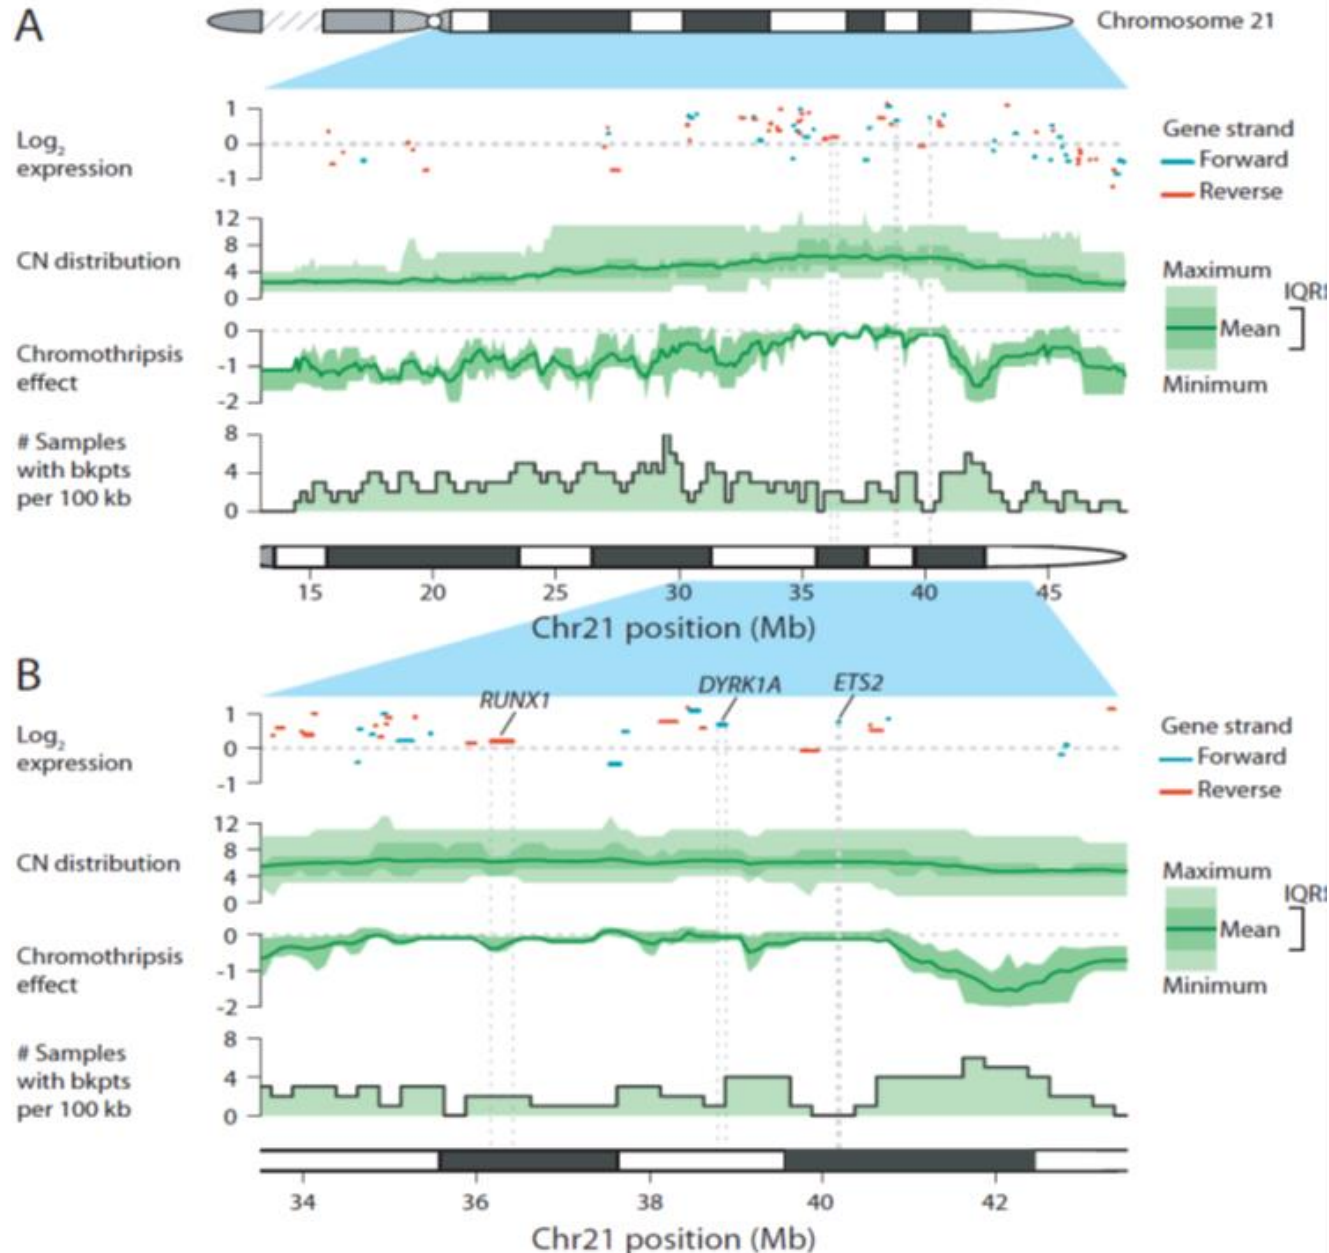 A
Chromosome 21
Log2
expression
1
0
-1
Gene strand
Forward
Reverse
CN distribution
12
8
4
0
Maximum
IQR
Mean
Minimum
Chromothripsis
effect
0
-1
-2
# Samples
with bkpts
per 100 kb
8
4
0
15 20 25 30 35 40 45
Chr21 position (Mb)
B
RUNX1 DYRK1A ETS2
Log2
expression
1
0
-1
Gene strand
Forward
Reverse
CN distribution
12
8
4
0
Maximum
IQR
Mean
Minimum
Chromothripsis
effect
0
-1
-2
# Samples
with bkpts
per 100 kb
8
4
0
34 36 38 40 42
Chr21 position (Mb)